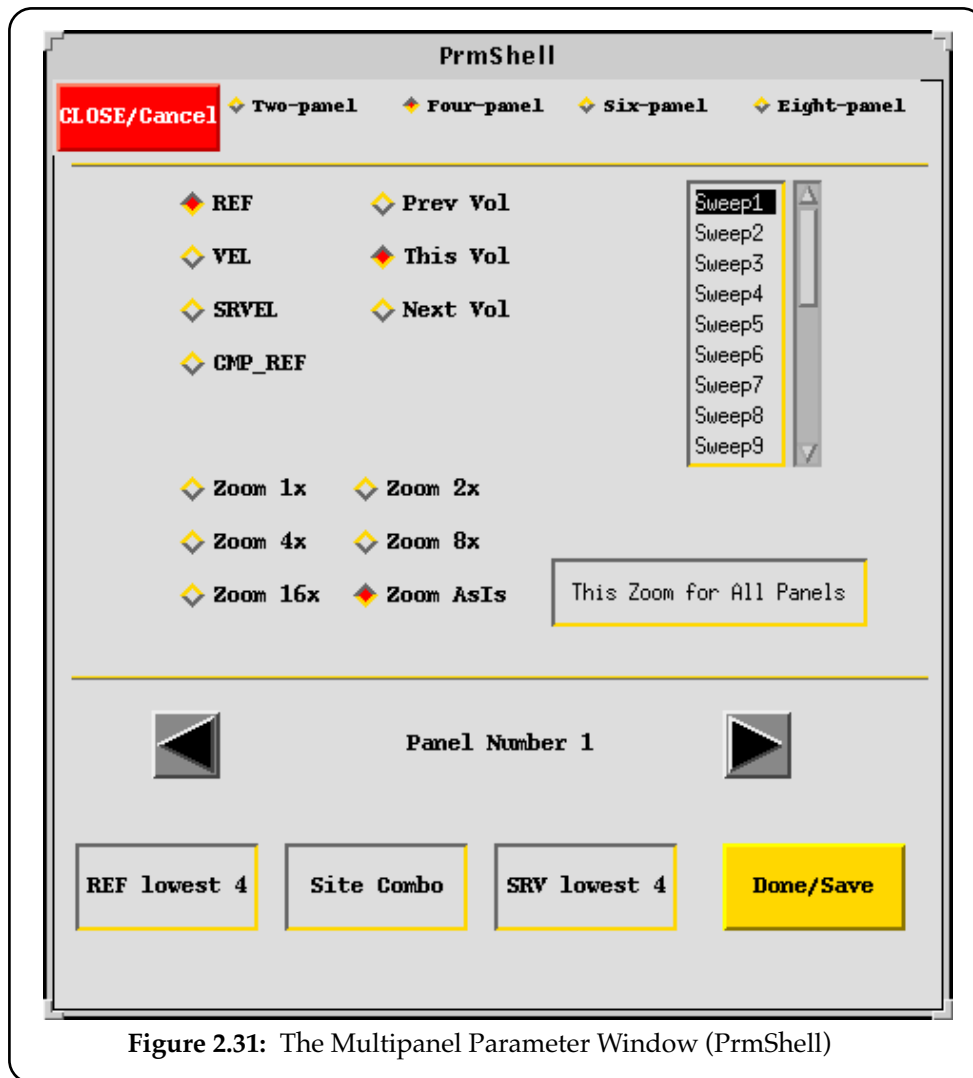 PrmShell
CLOSE/Cancel Two-panel Four-panel Six-panel Eight-panel
REF Prev Vol
VEL This Vol
SRVEL Next Vol
CMP_REF
Sweep1
Sweep2
Sweep3
Sweep4
Sweep5
Sweep6
Sweep7
Sweep8
Sweep9
Zoom 1x Zoom 2x
Zoom 4x Zoom 8x
Zoom 16x Zoom AsIs This Zoom for All Panels
Panel Number 1
REF lowest 4 Site Combo SRV lowest 4 Done/Save
Figure 2.31: The Multipanel Parameter Window (PrmShell)